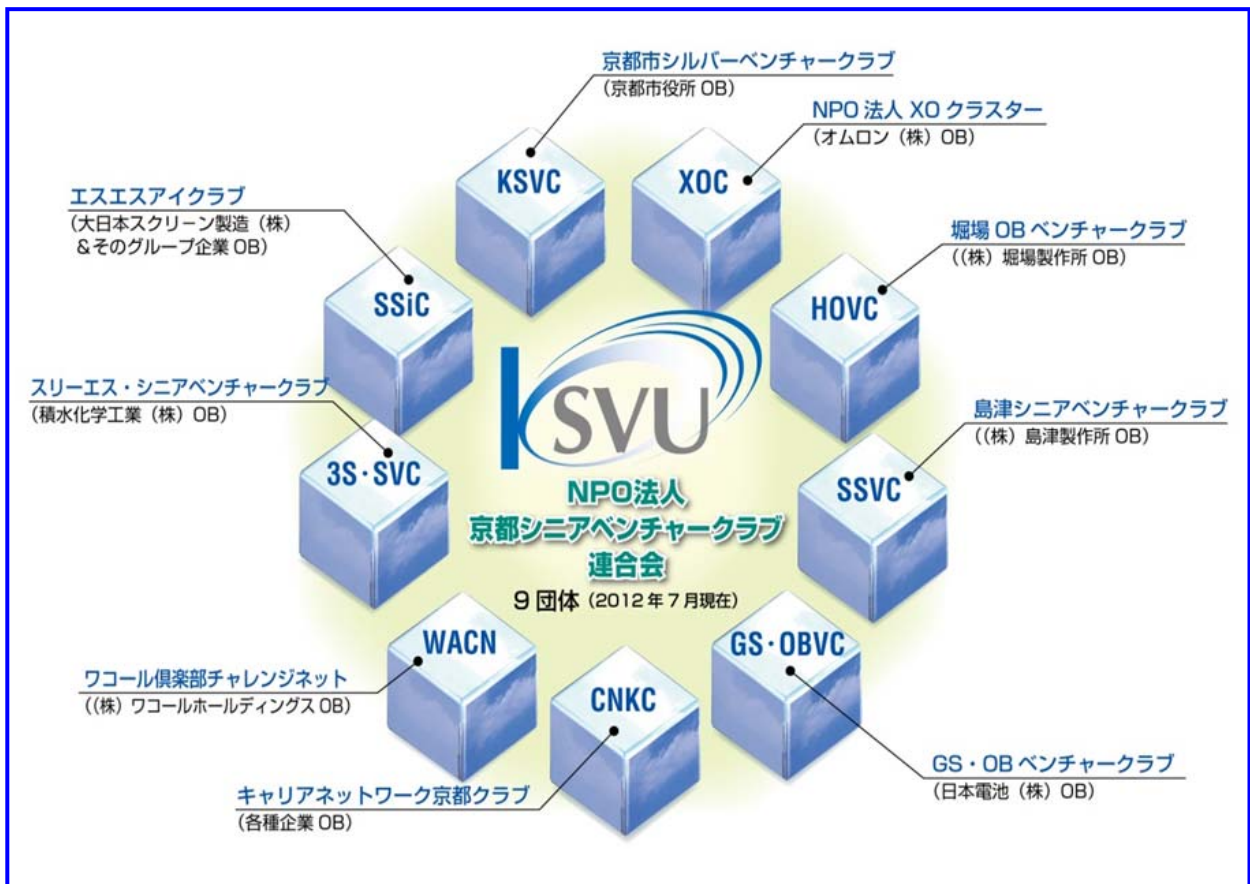 京都市シルバーベンチャークラブ
(京都市役所 OB)
KSVC
NPO 法人 XO クラスター
(オムロン（株）OB)
XOC
エスエスアイクラブ
(大日本スクリーン製造（株）
＆そのグループ企業 OB)
SSiC
堀場 OB ベンチャークラブ
(（株）堀場製作所 OB)
HOVC
スリーエス・シニアベンチャークラブ
(積水化学工業（株）OB)
3S・SVC
島津シニアベンチャークラブ
(（株）島津製作所 OB)
SSVC
KSVU
NPO法人
京都シニアベンチャークラブ
連合会
9 団体（2012 年 7 月現在）
WACN
ワコール倶楽部チャレンジネット
(（株）ワコールホールディングス OB)
CNKC
キャリアネットワーク京都クラブ
(各種企業 OB)
GS・OBVC
GS・OB ベンチャークラブ
(日本電池（株）OB)